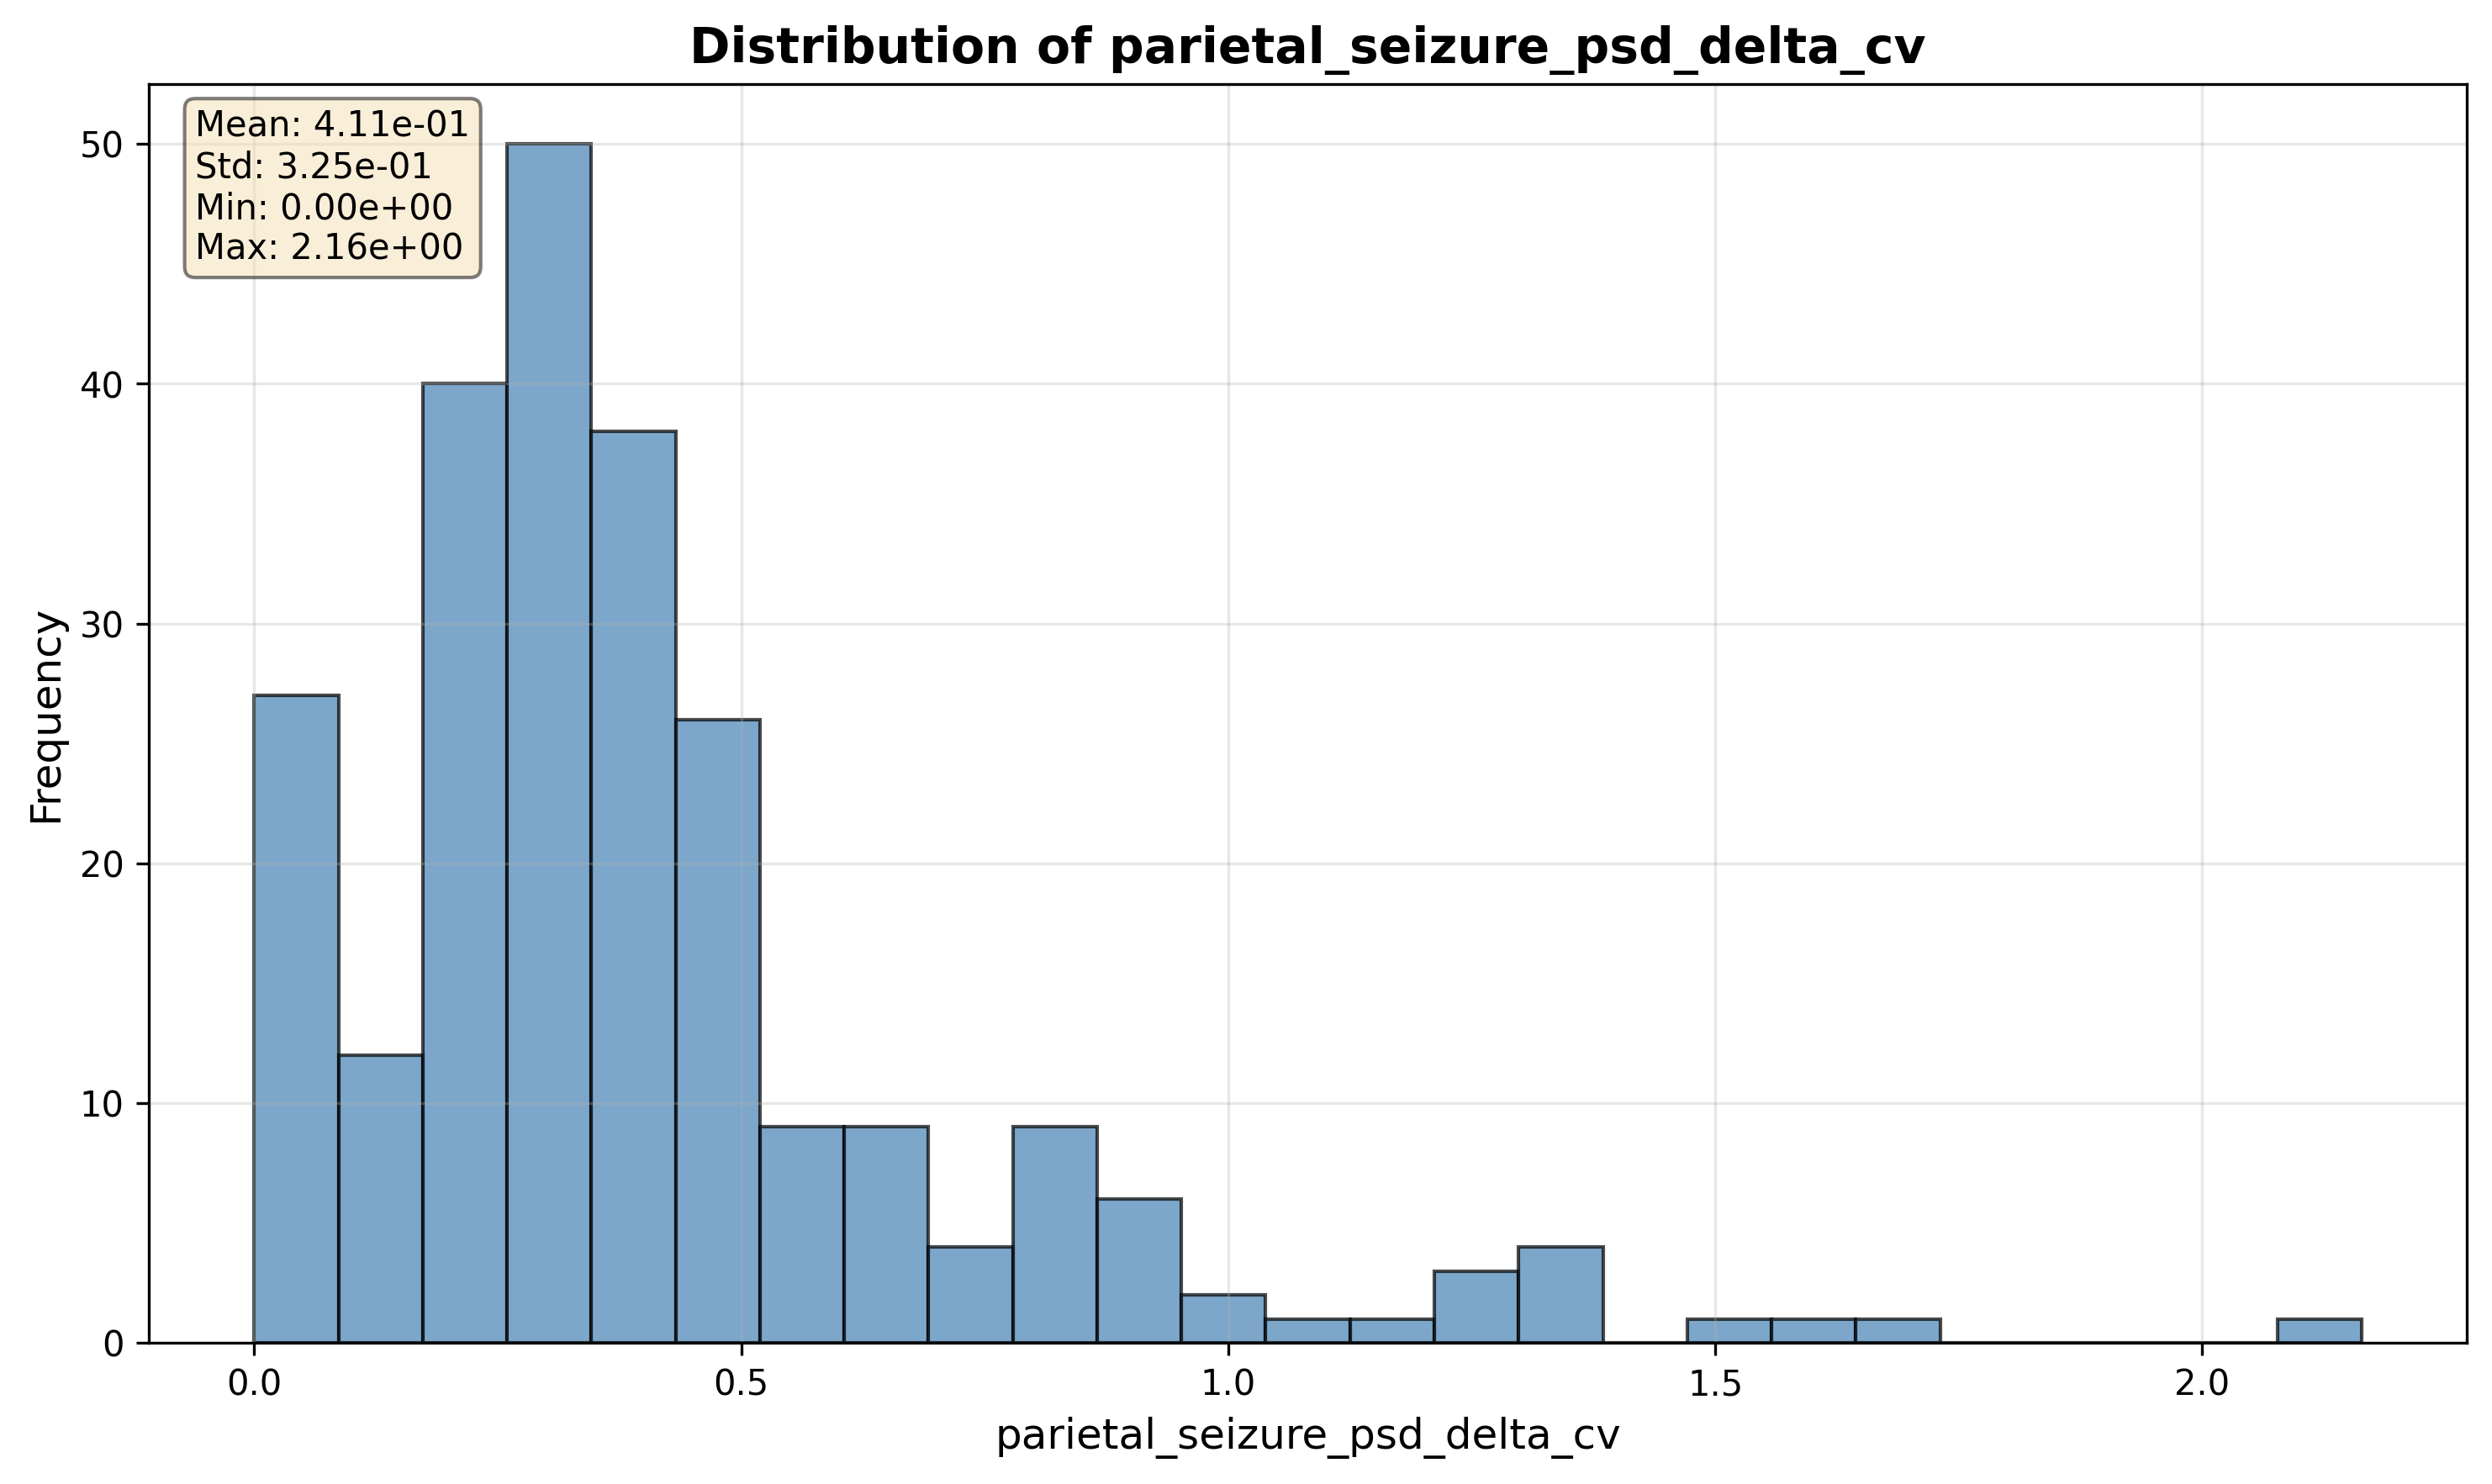 Distribution of parietal_seizure_psd_delta_cv
Mean: 4.11e-01
Std: 3.25e-01
Min: 0.00e+00
Max: 2.16e+00
50
40
30
20
10
0
Frequency
0.0 0.5 1.0 1.5 2.0
parietal_seizure_psd_delta_cv